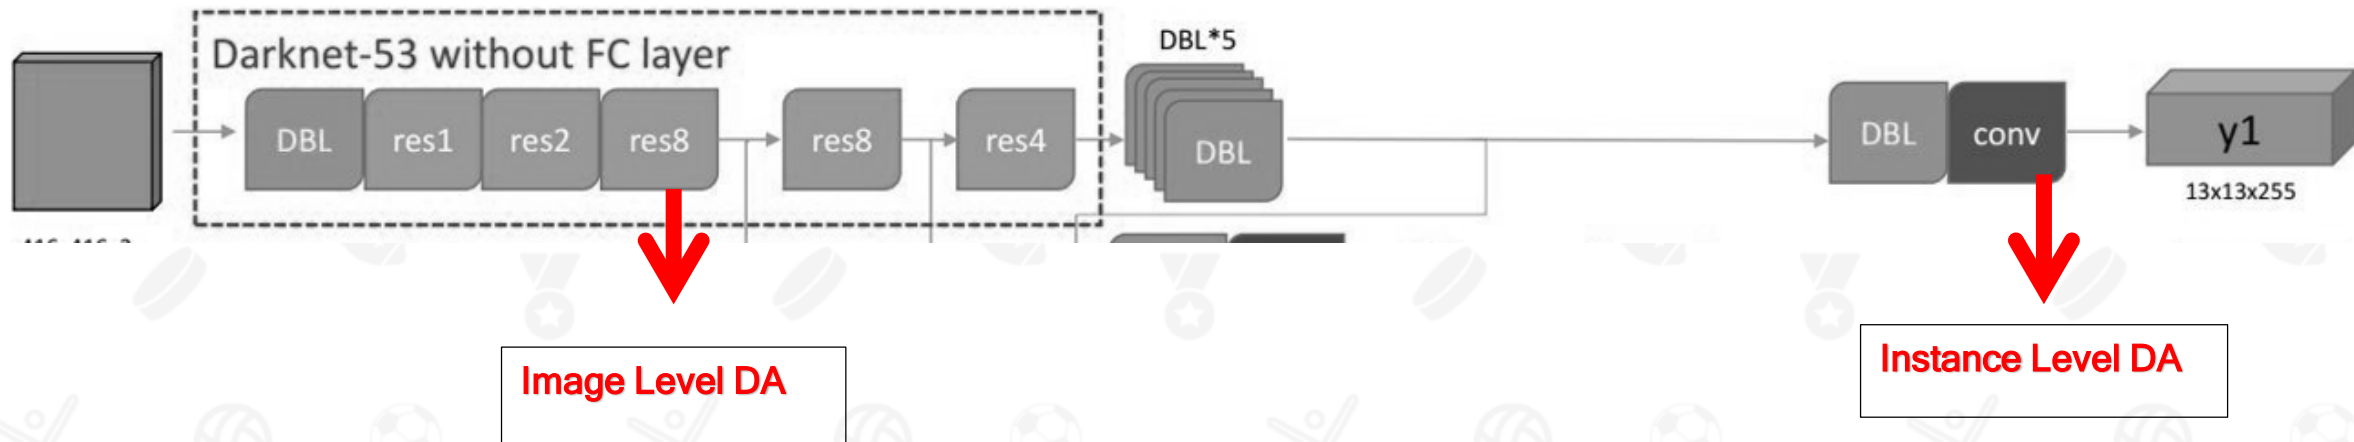 Darknet-53 without FC layer
DBL*5
DBL res1 res2 res8 res8 res4 DBL DBL conv y1
13x13x255
Image Level DA
Instance Level DA